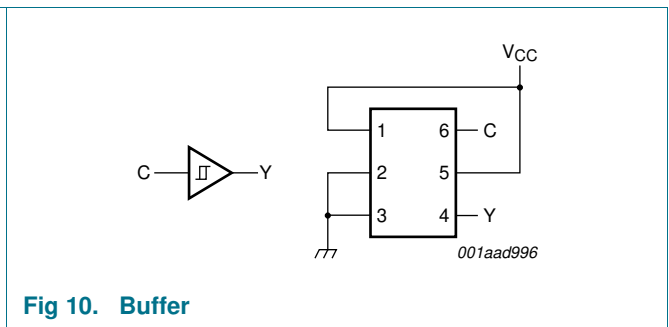 VCC
1 6 C
C Y 2 5
3 4 Y
001aad996
Fig 10. Buffer